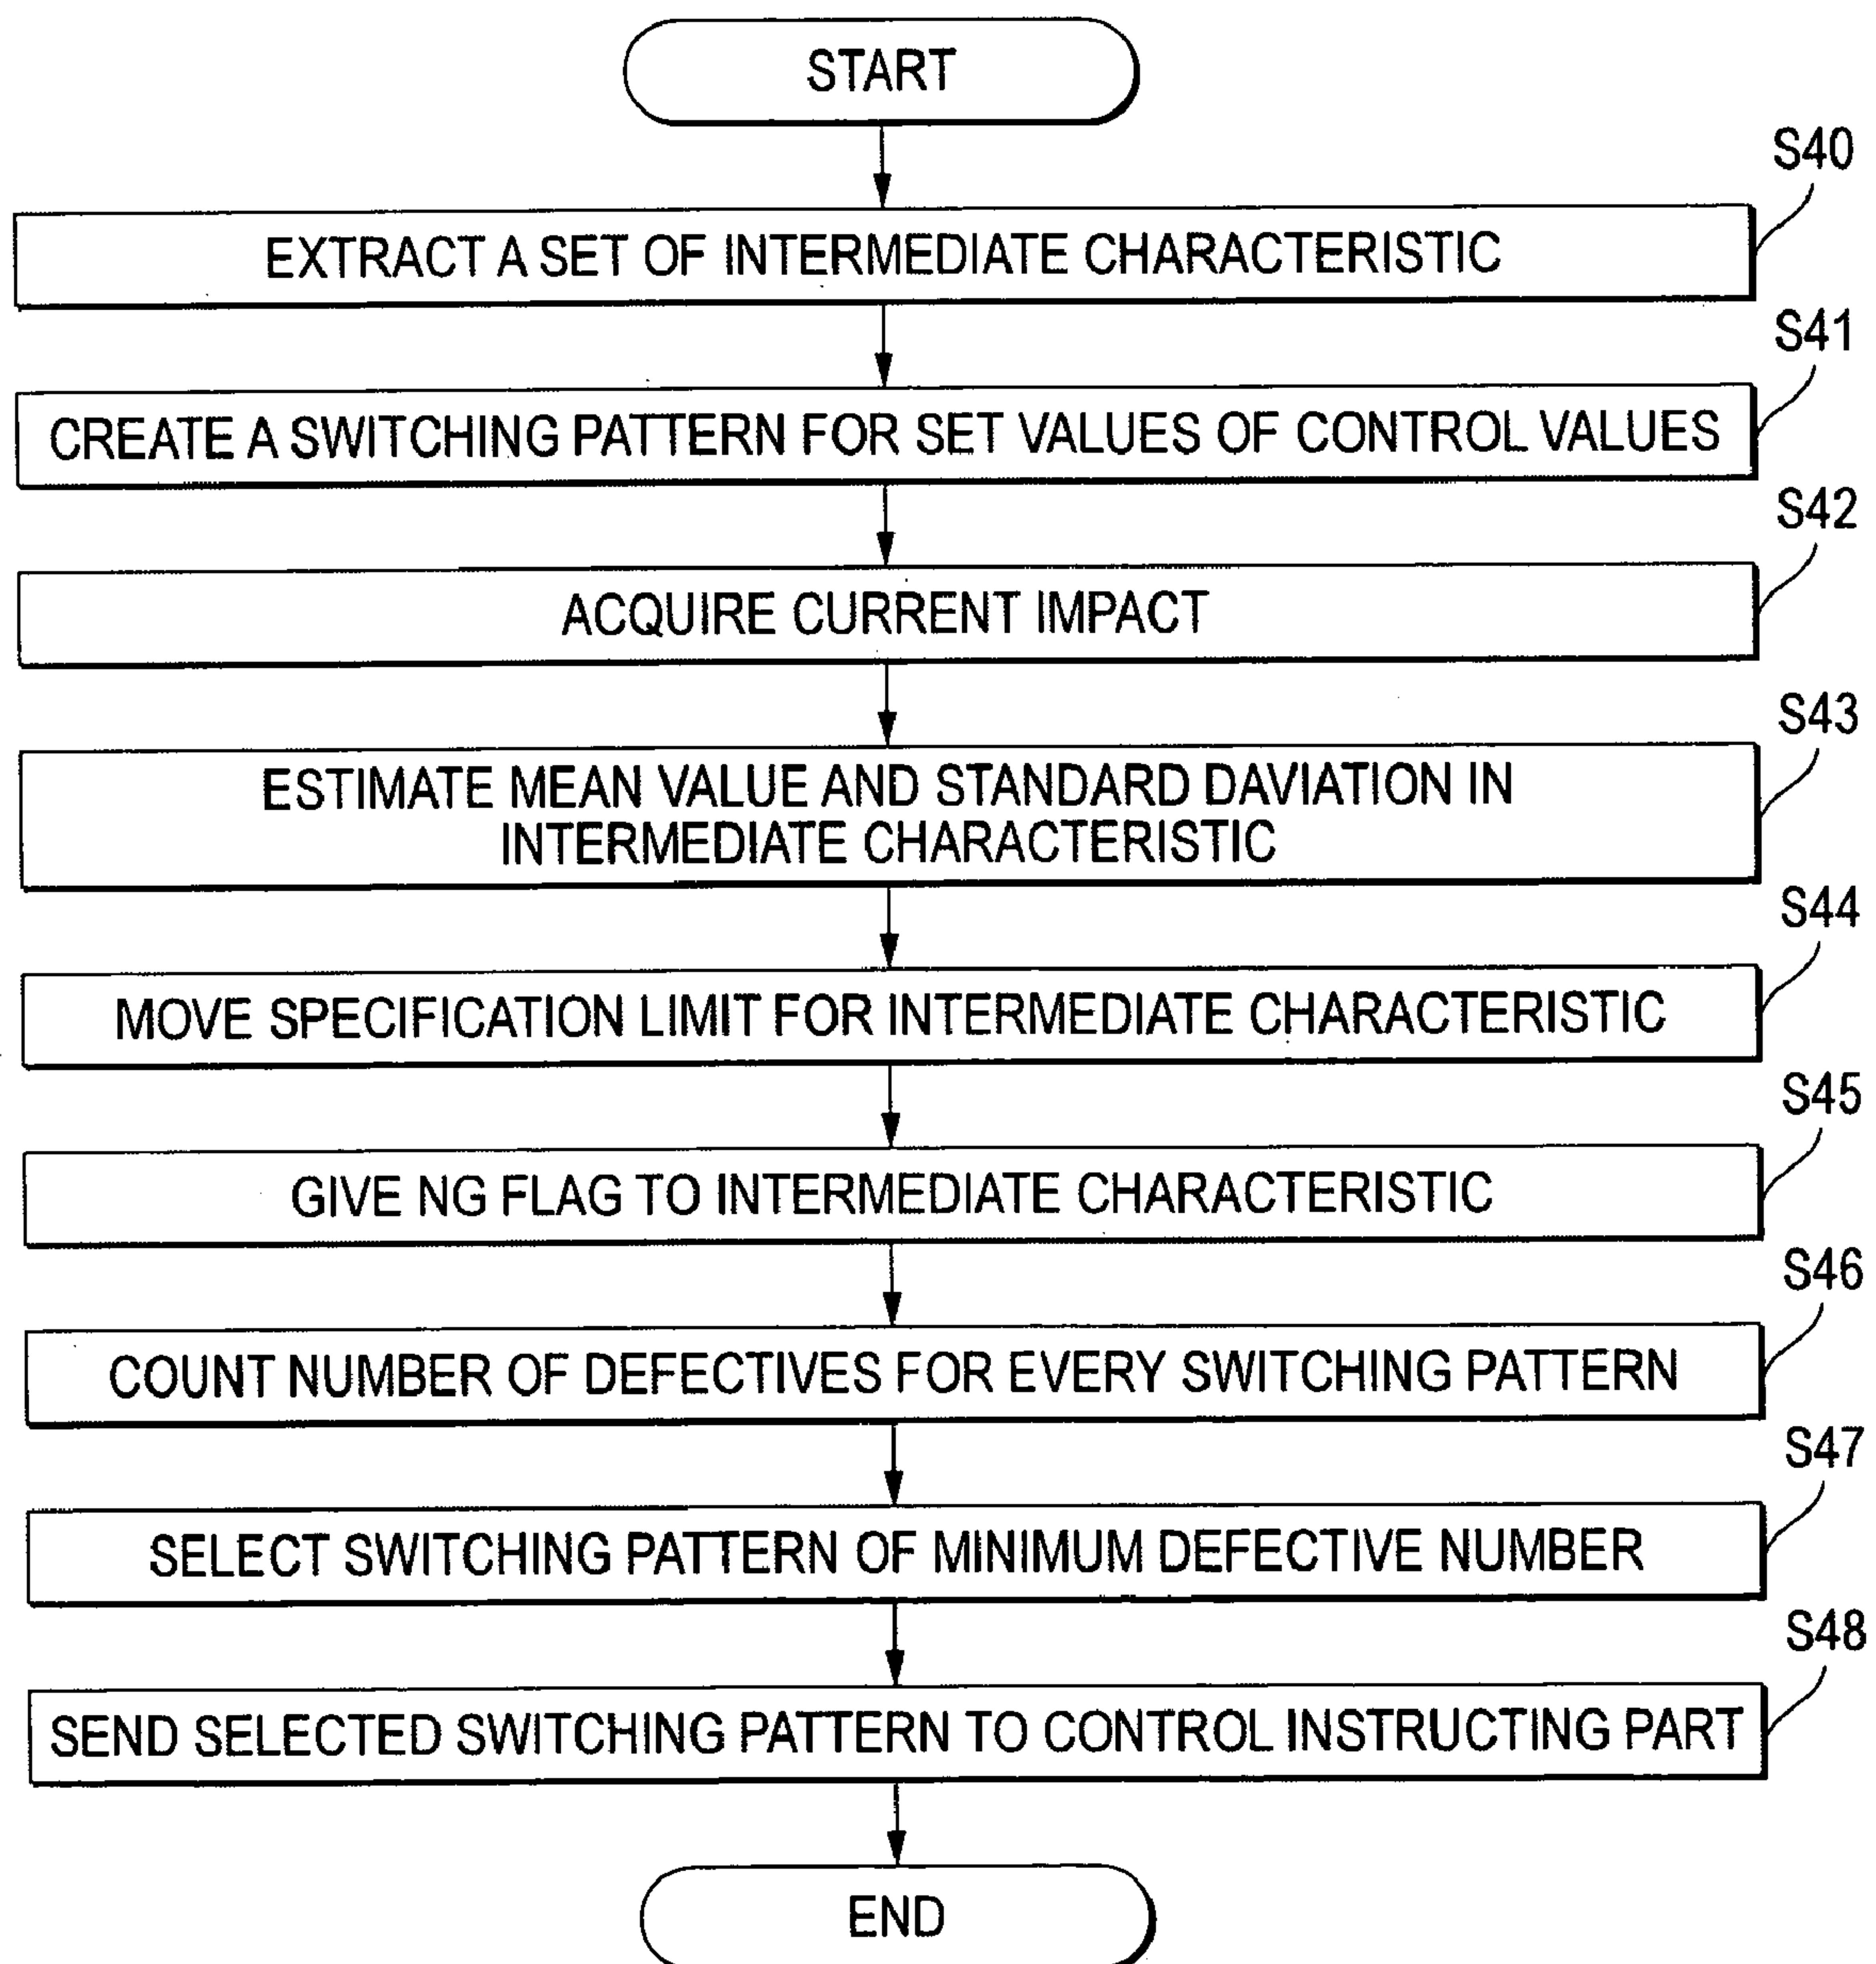 START
S40
EXTRACT A SET OF INTERMEDIATE CHARACTERISTIC
S41
CREATE A SWITCHING PATTERN FOR SET VALUES OF CONTROL VALUES
S42
ACQUIRE CURRENT IMPACT
S43
ESTIMATE MEAN VALUE AND STANDARD DAVIATION IN
INTERMEDIATE CHARACTERISTIC
S44
MOVE SPECIFICATION LIMIT FOR INTERMEDIATE CHARACTERISTIC
S45
GIVE NG FLAG TO INTERMEDIATE CHARACTERISTIC
S46
COUNT NUMBER OF DEFECTIVES FOR EVERY SWITCHING PATTERN
S47
SELECT SWITCHING PATTERN OF MINIMUM DEFECTIVE NUMBER
S48
SEND SELECTED SWITCHING PATTERN TO CONTROL INSTRUCTING PART
END